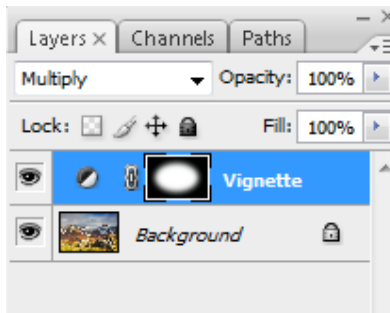 Layers × Channels Paths
Multiply Opacity: 100%
Lock: Fill: 100%
Vignette
Background